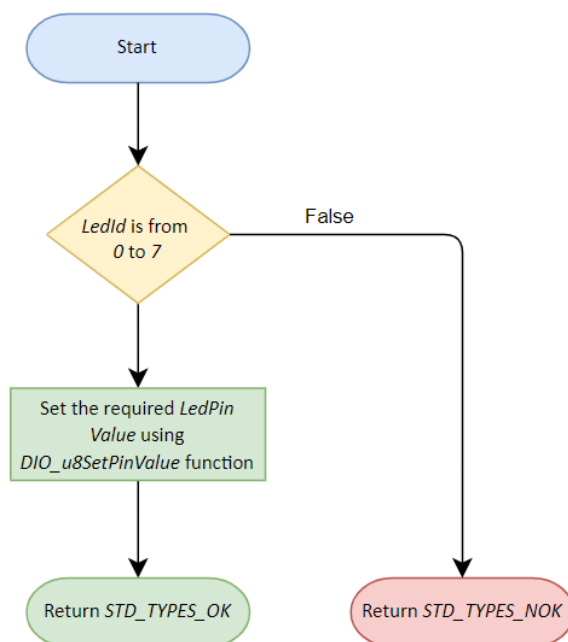 Start
LedId is from
0 to 7
False
Set the required LedPin
Value using
DIO_u8SetPinValue function
Return STD_TYPES_OK
Return STD_TYPES_NOK